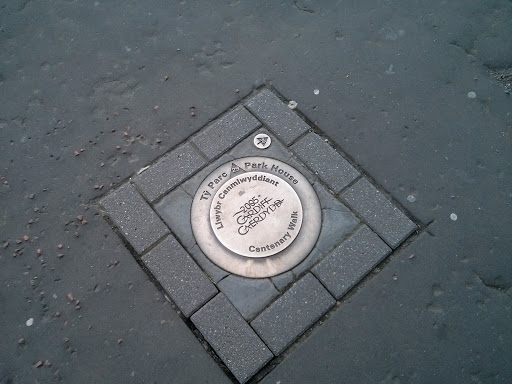 Tŷ Parc Park House
Llwybr Canmlwyddiant
2005
CARDIFF
CAERDYDD
Centenary Walk